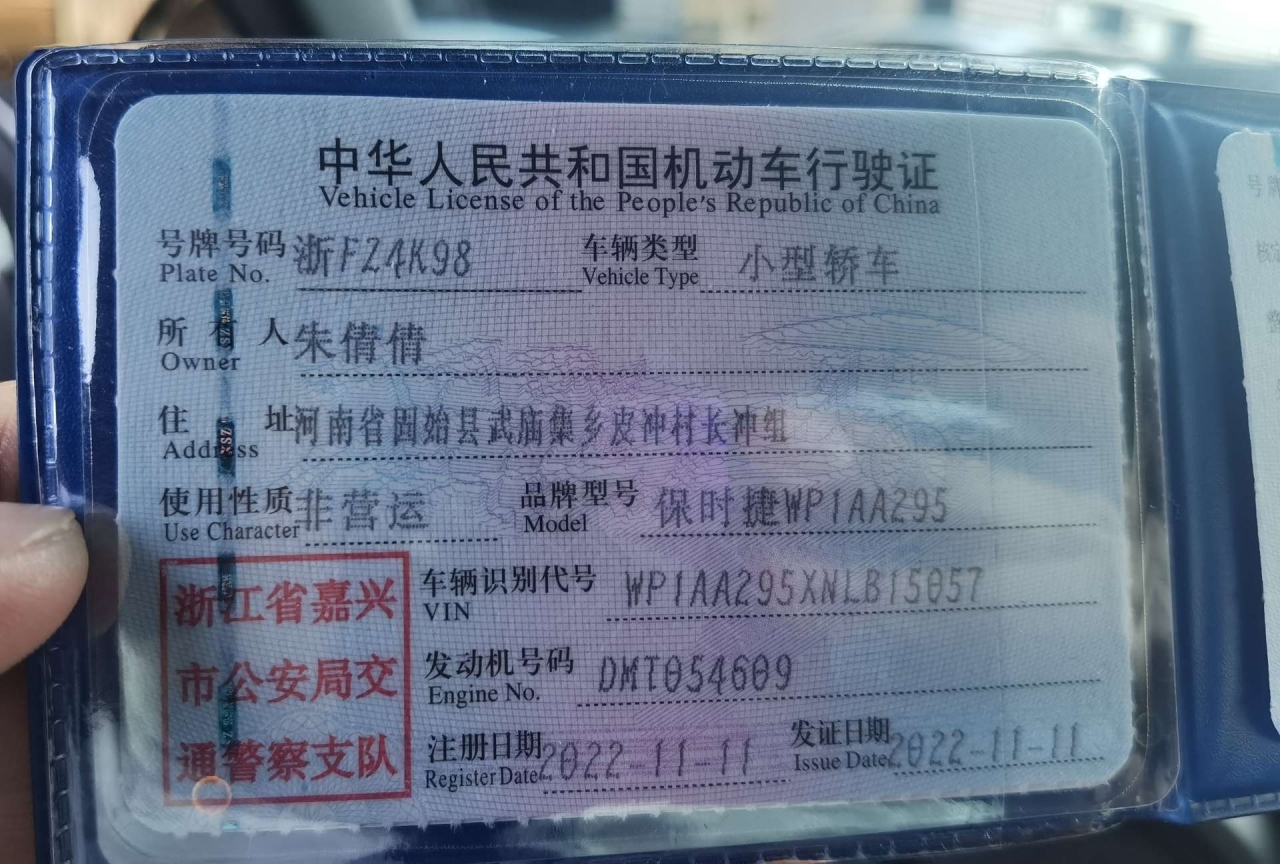 中华人民共和国机动车行驶证
Vehicle License of the People's Republic of China
号牌号码 浙FZ4K98 车辆类型 小型轿车
Plate No. Vehicle Type
所有人 朱倩倩
Owner
住址 河南省固始县武庙集乡皮冲村长冲组
Address
使用性质 非营运 品牌型号 保时捷WP1AA295
Use Character Model
浙江省嘉兴
市公安局交
通警察支队
车辆识别代号 WP1AA295XNLB15057
VIN
发动机号码 DMT054609
Engine No.
注册日期 2022-11-11 发证日期 2022-11-11
Register Date Issue Date
号牌
核定
整